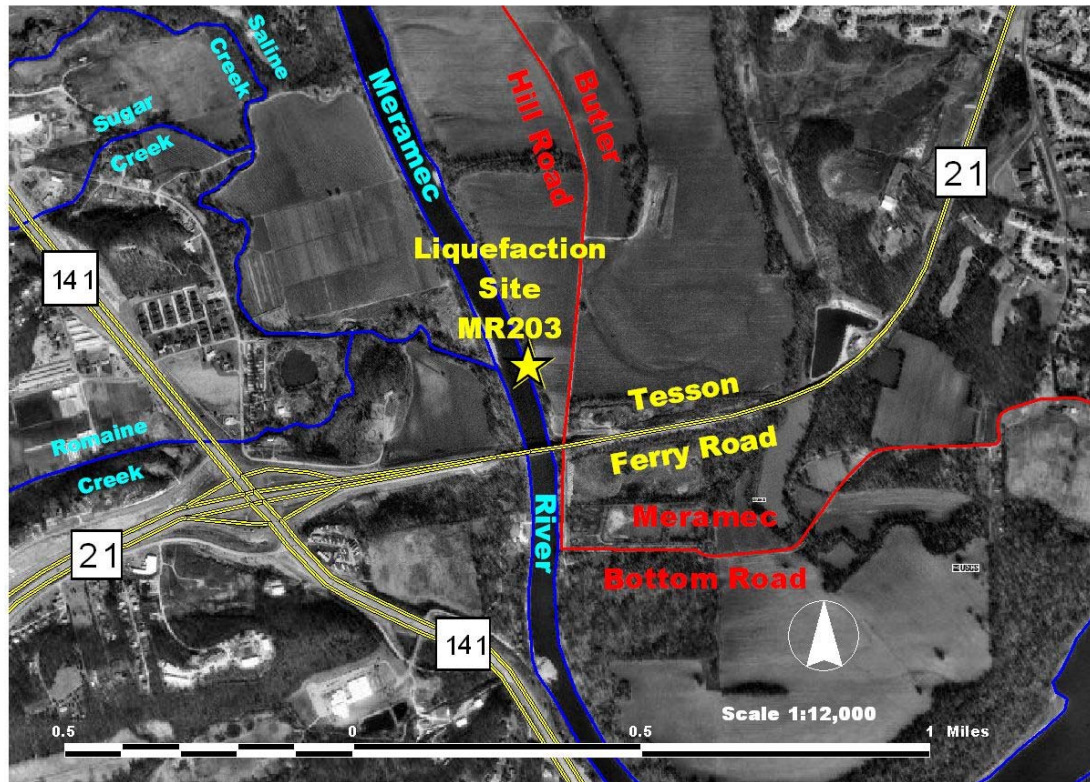 Saline
Creek
Sugar
Creek
Meramec
Hill Road
Butler
21
141
Liquefaction
Site
MR203
Tesson
Ferry Road
Romaine
Creek
River
Meramec
Bottom Road
21
141
USGS
Scale 1:12,000
0.5
0
0.5
1 Miles